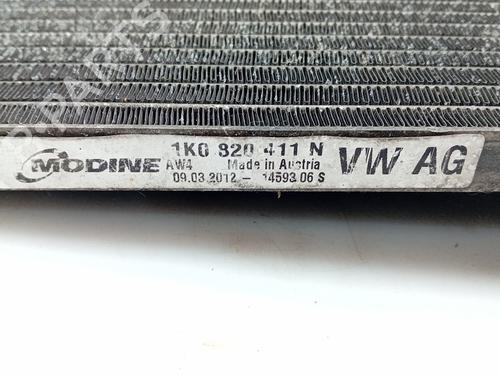 MODINE
1K0 820 411 N
AW4 Made in Austria
09.03.2012 – 14593 06 S
VW AG